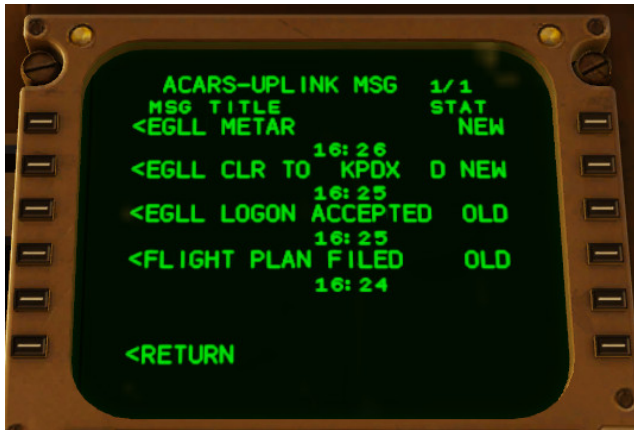 ACARS-UPLINK MSG 1/1
MSG TITLE STAT
<EGLL METAR NEW
16:26
<EGLL CLR TO KPDX D NEW
16:25
<EGLL LOGON ACCEPTED OLD
16:25
<FLIGHT PLAN FILED OLD
16:24
<RETURN